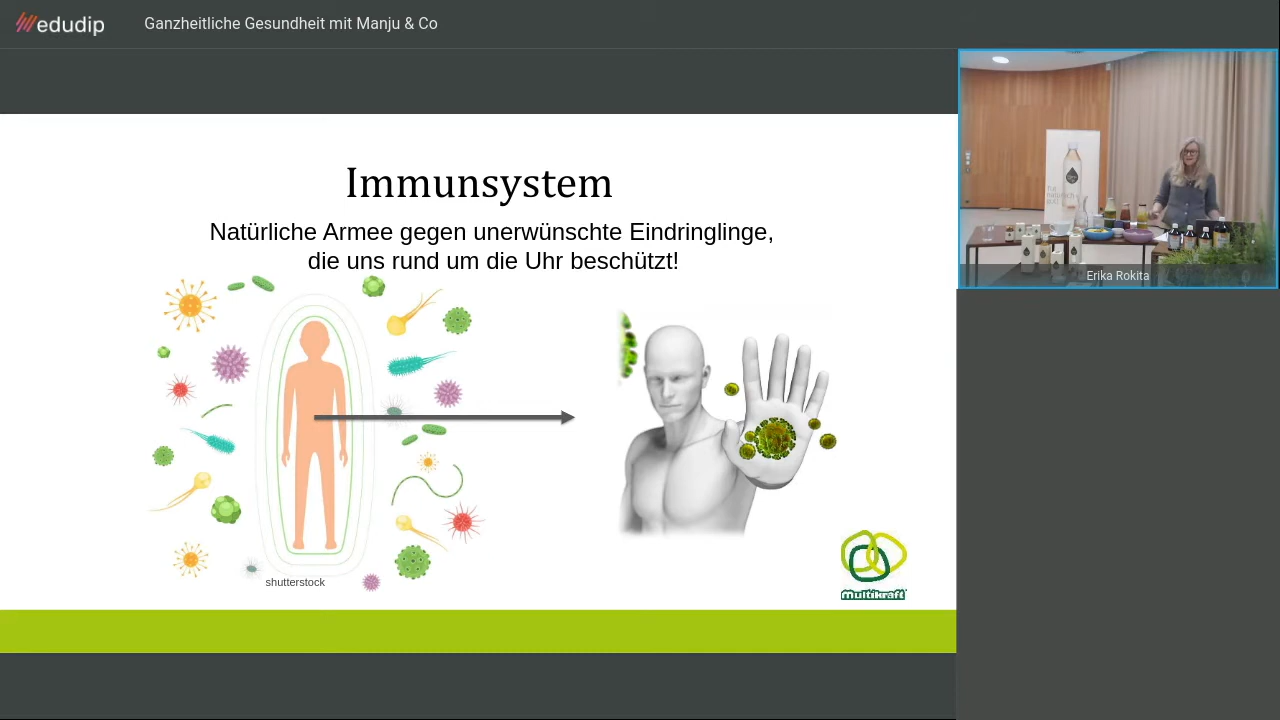 edudip
Ganzheitliche Gesundheit mit Manju & Co
Immunsystem
Natürliche Armee gegen unerwünschte Eindringlinge,
die uns rund um die Uhr beschützt!
shutterstock
multikraft
Erika Rokita